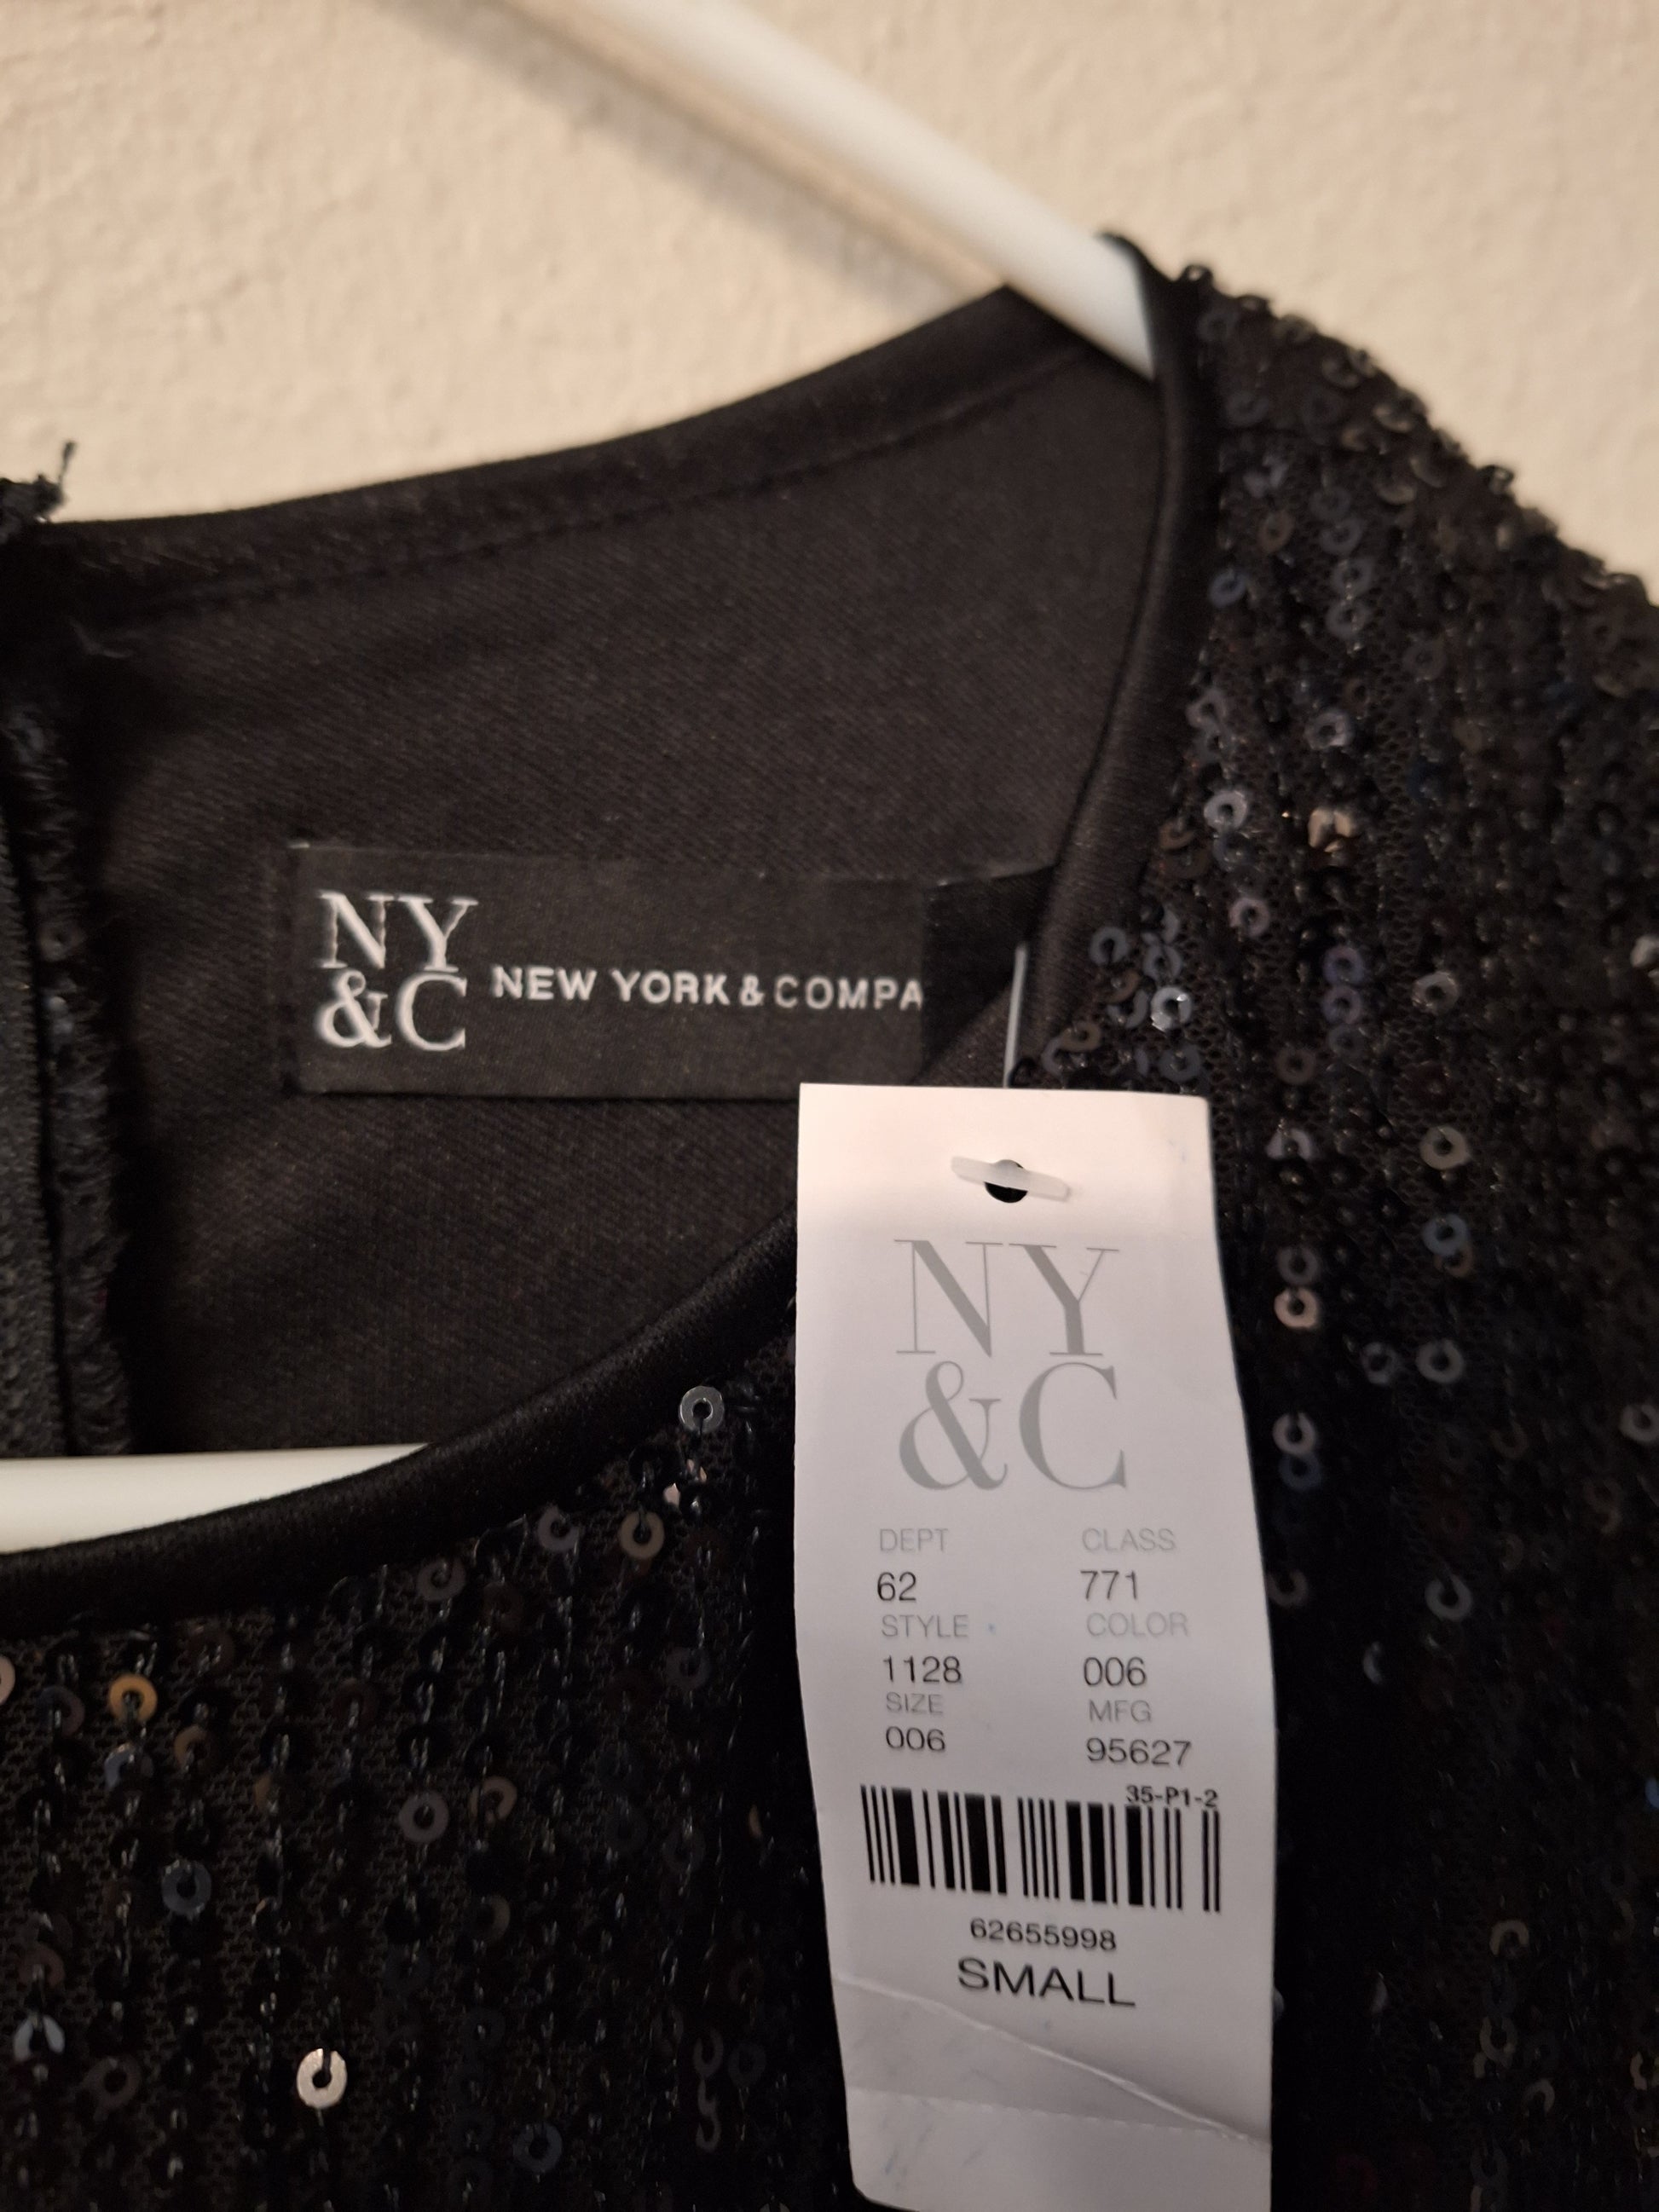 NY
&C NEW YORK & COMPA
NY
&C
DEPT CLASS
62 771
STYLE COLOR
1128 006
SIZE MFG
006 95627
35-P1-2
62655998
SMALL